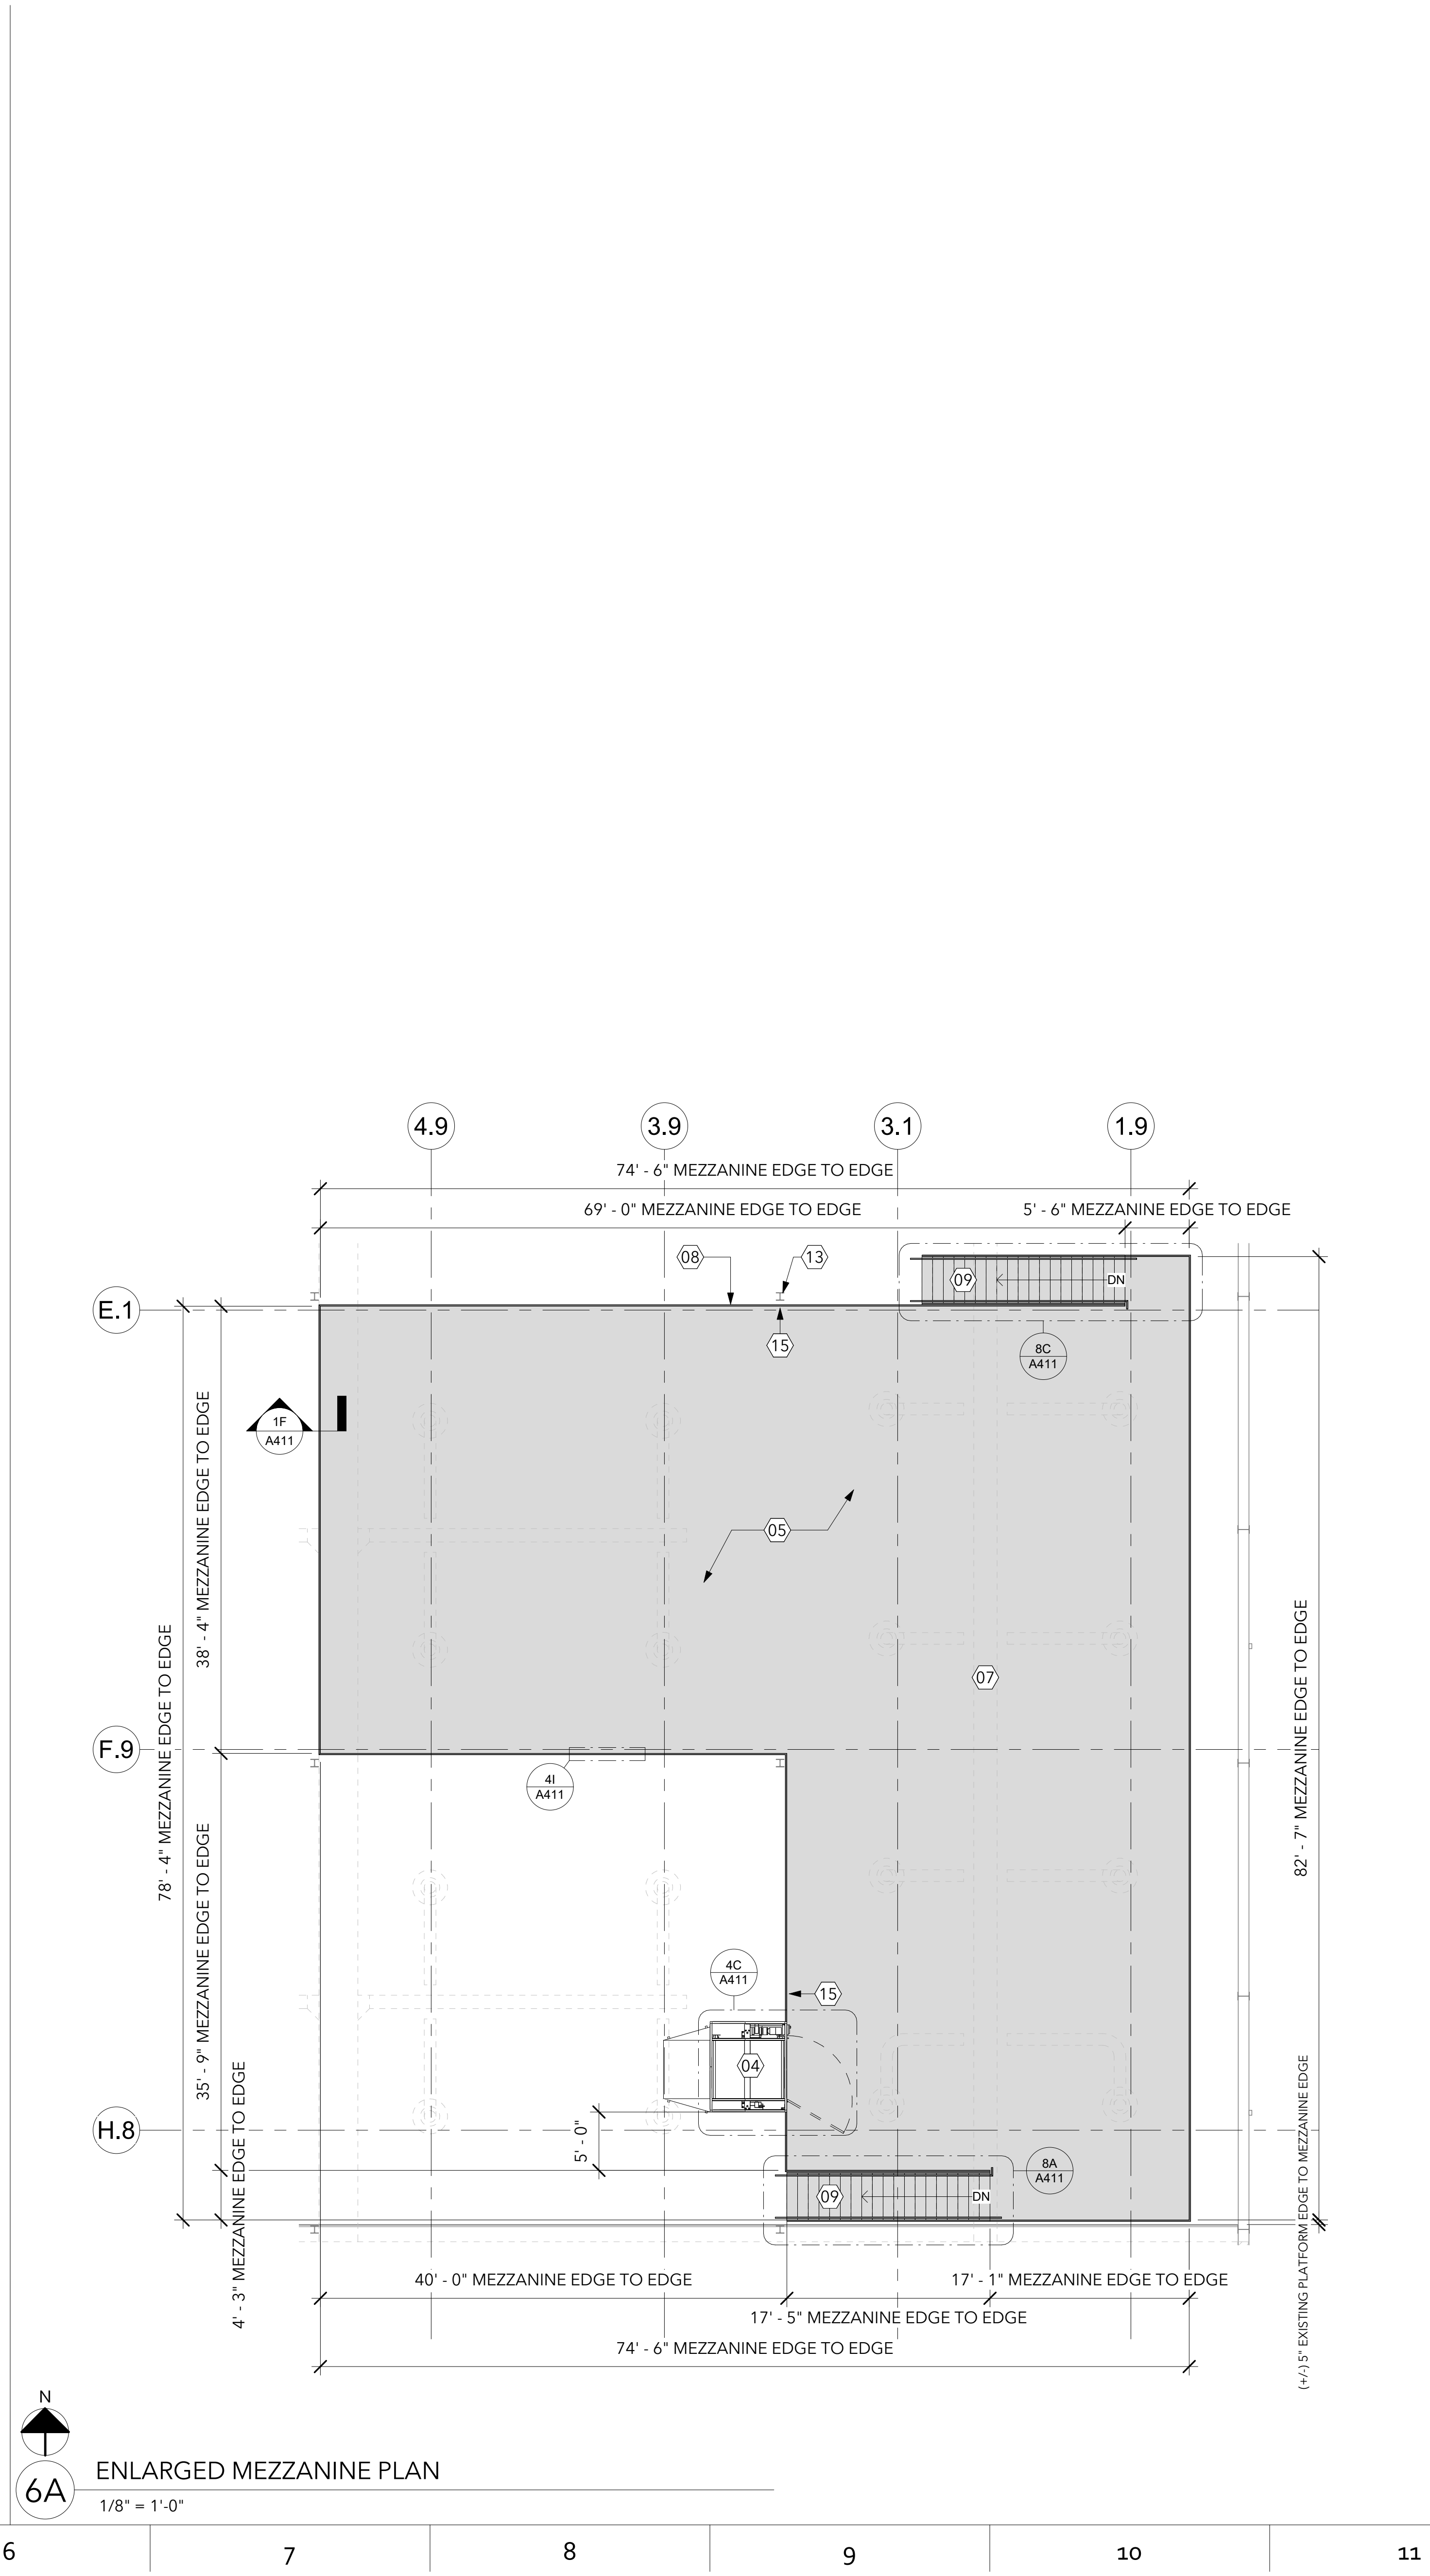 4.9
3.9
3.1
1.9
74' - 6" MEZZANINE EDGE TO EDGE
69' - 0" MEZZANINE EDGE TO EDGE
5' - 6" MEZZANINE EDGE TO EDGE
08
13
09
DN
E.1
15
8C
A411
1F
A411
38' - 4" MEZZANINE EDGE TO EDGE
05
78' - 4" MEZZANINE EDGE TO EDGE
82' - 7" MEZZANINE EDGE TO EDGE
07
F.9
4I
A411
35' - 9" MEZZANINE EDGE TO EDGE
4C
A411
15
04
H.8
5' - 0"
4' - 3" MEZZANINE EDGE TO EDGE
8A
A411
09
DN
(+/-) 5" EXISTING PLATFORM EDGE TO MEZZANINE EDGE
40' - 0" MEZZANINE EDGE TO EDGE
17' - 1" MEZZANINE EDGE TO EDGE
17' - 5" MEZZANINE EDGE TO EDGE
74' - 6" MEZZANINE EDGE TO EDGE
N
6A
ENLARGED MEZZANINE PLAN
1/8" = 1'-0"
6
7
8
9
10
11